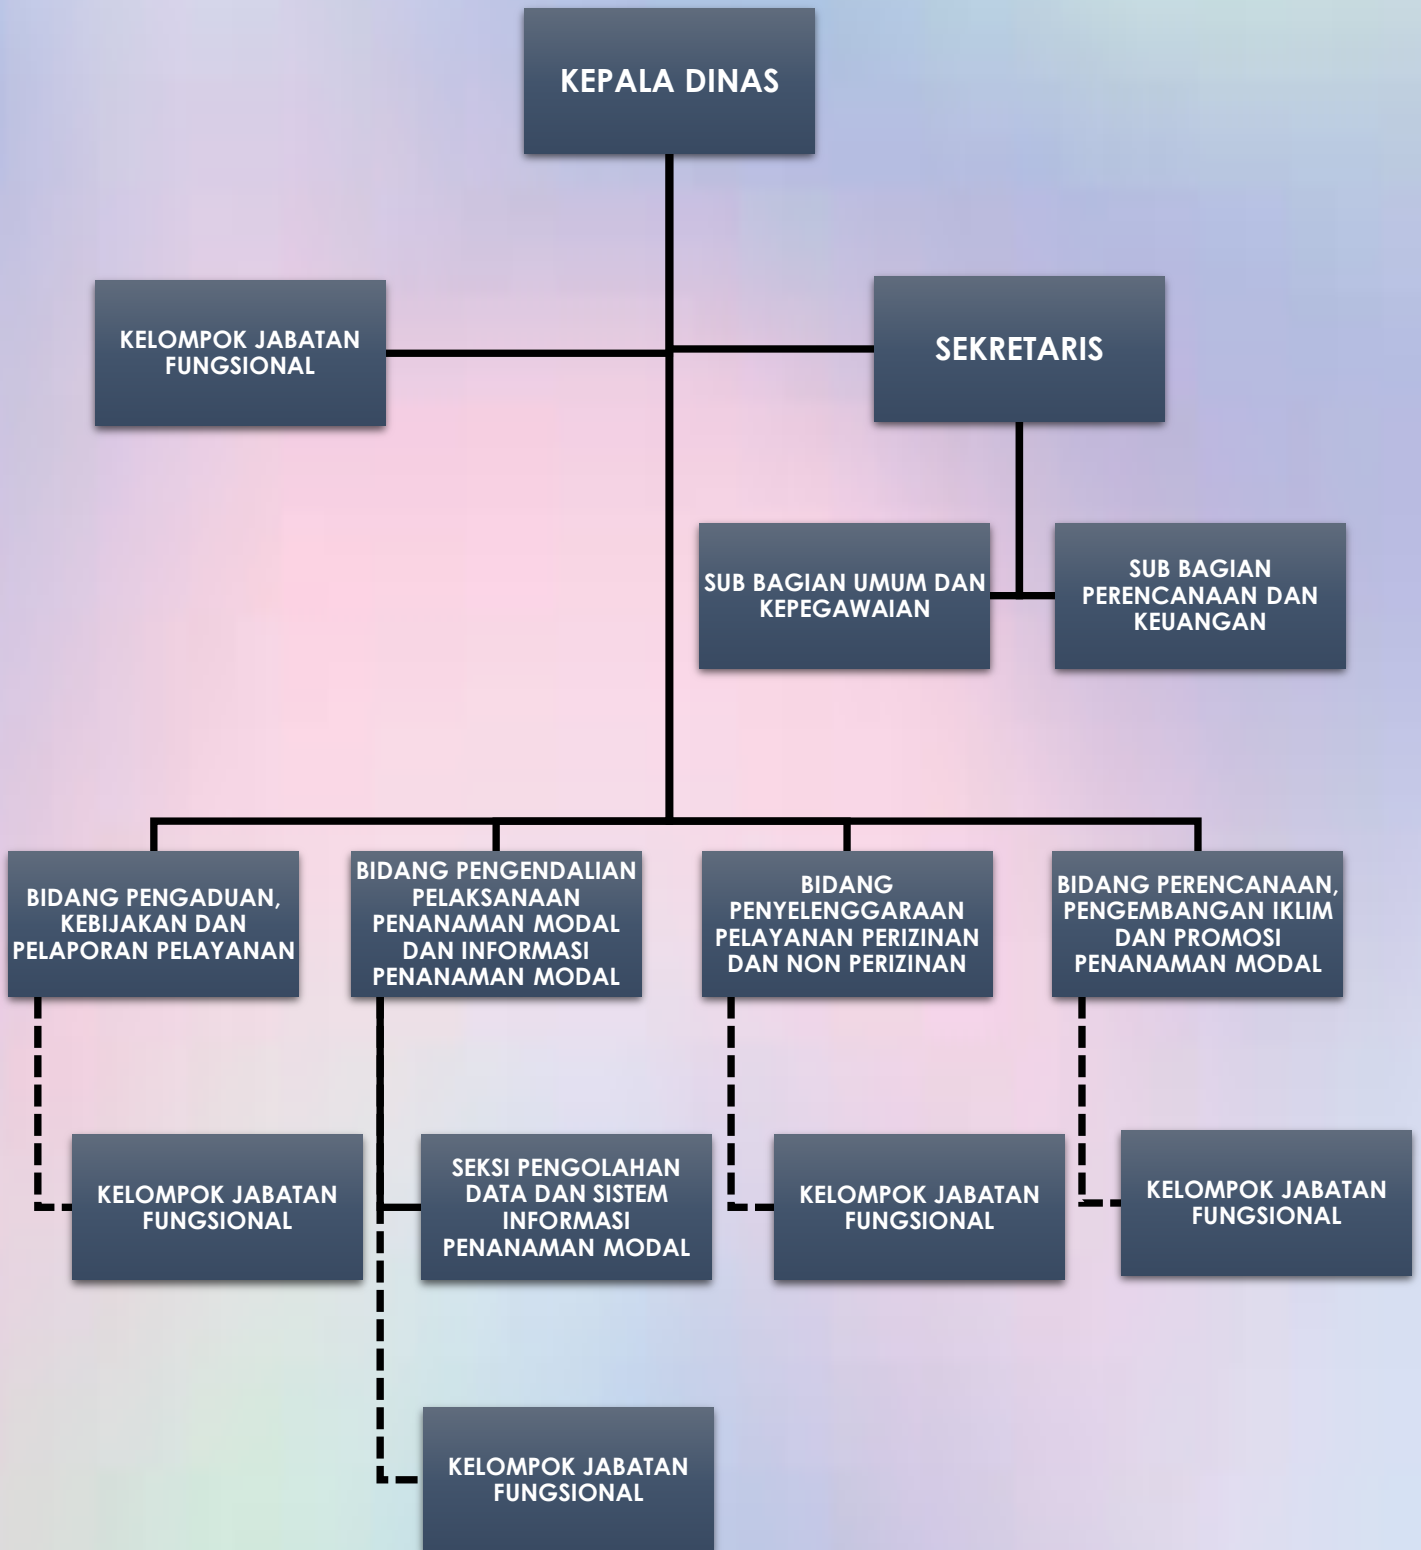 KEPALA DINAS
KELOMPOK JABATAN
FUNGSIONAL
SEKRETARIS
SUB BAGIAN UMUM DAN
KEPEGAWAIAN
SUB BAGIAN
PERENCANAAN DAN
KEUANGAN
BIDANG PENGADUAN,
KEBIJAKAN DAN
PELAPORAN PELAYANAN
BIDANG PENGENDALIAN
PELAKSANAAN
PENANAMAN MODAL
DAN INFORMASI
PENANAMAN MODAL
BIDANG
PENYELENGGARAAN
PELAYANAN PERIZINAN
DAN NON PERIZINAN
BIDANG PERENCANAAN,
PENGEMBANGAN IKLIM
DAN PROMOSI
PENANAMAN MODAL
KELOMPOK JABATAN
FUNGSIONAL
SEKSI PENGOLAHAN
DATA DAN SISTEM
INFORMASI
PENANAMAN MODAL
KELOMPOK JABATAN
FUNGSIONAL
KELOMPOK JABATAN
FUNGSIONAL
KELOMPOK JABATAN
FUNGSIONAL